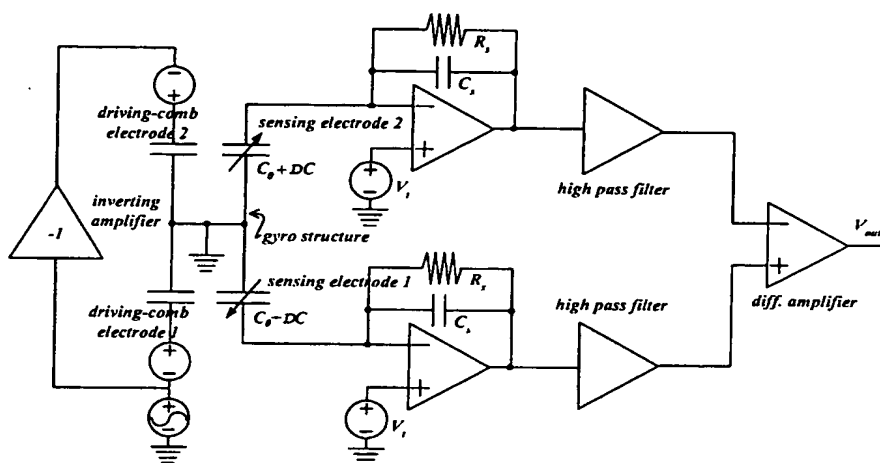 R_s
C_s
driving-comb
electrode 2
sensing electrode 2
C_0 + DC
V_t
high pass filter
inverting
amplifier
-1
gyro structure
V_out
sensing electrode 1
R_s
C_s
high pass filter
diff. amplifier
C_0 - DC
driving-comb
electrode 1
V_t